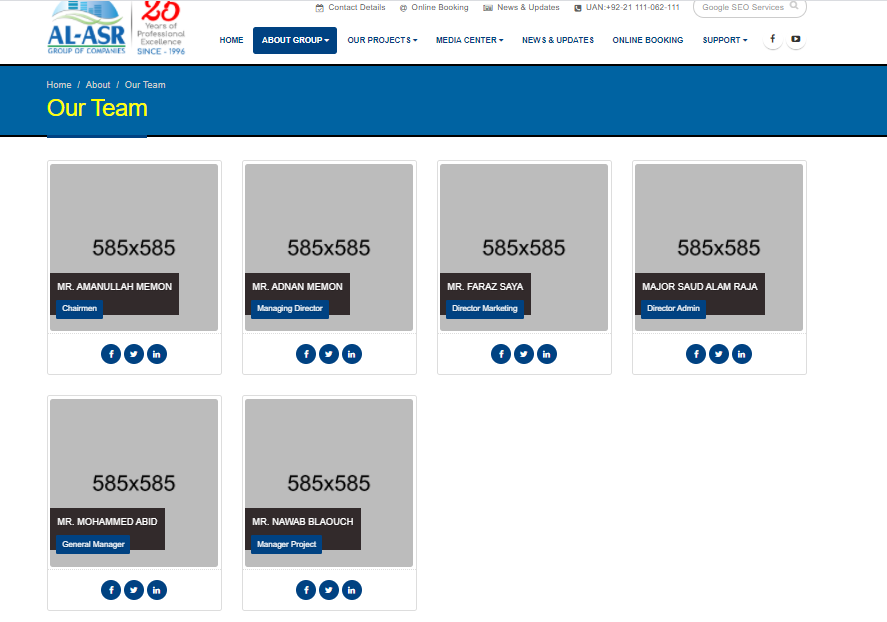 Contact Details @ Online Booking News & Updates UAN:+92-21 111-062-111 Google SEO Services
AL-ASR
GROUP OF COMPANIES
25
Years of
Professional
Excellence
SINCE - 1996
HOME ABOUT GROUP OUR PROJECTS MEDIA CENTER NEWS & UPDATES ONLINE BOOKING SUPPORT
Home / About / Our Team
Our Team
585x585 585x585 585x585 585x585
MR. AMANULLAH MEMON MR. ADNAN MEMON MR. FARAZ SAYA MAJOR SAUD ALAM RAJA
Chairmen Managing Director Director Marketing Director Admin
585x585 585x585
MR. MOHAMMED ABID MR. NAWAB BLAOUCH
General Manager Manager Project